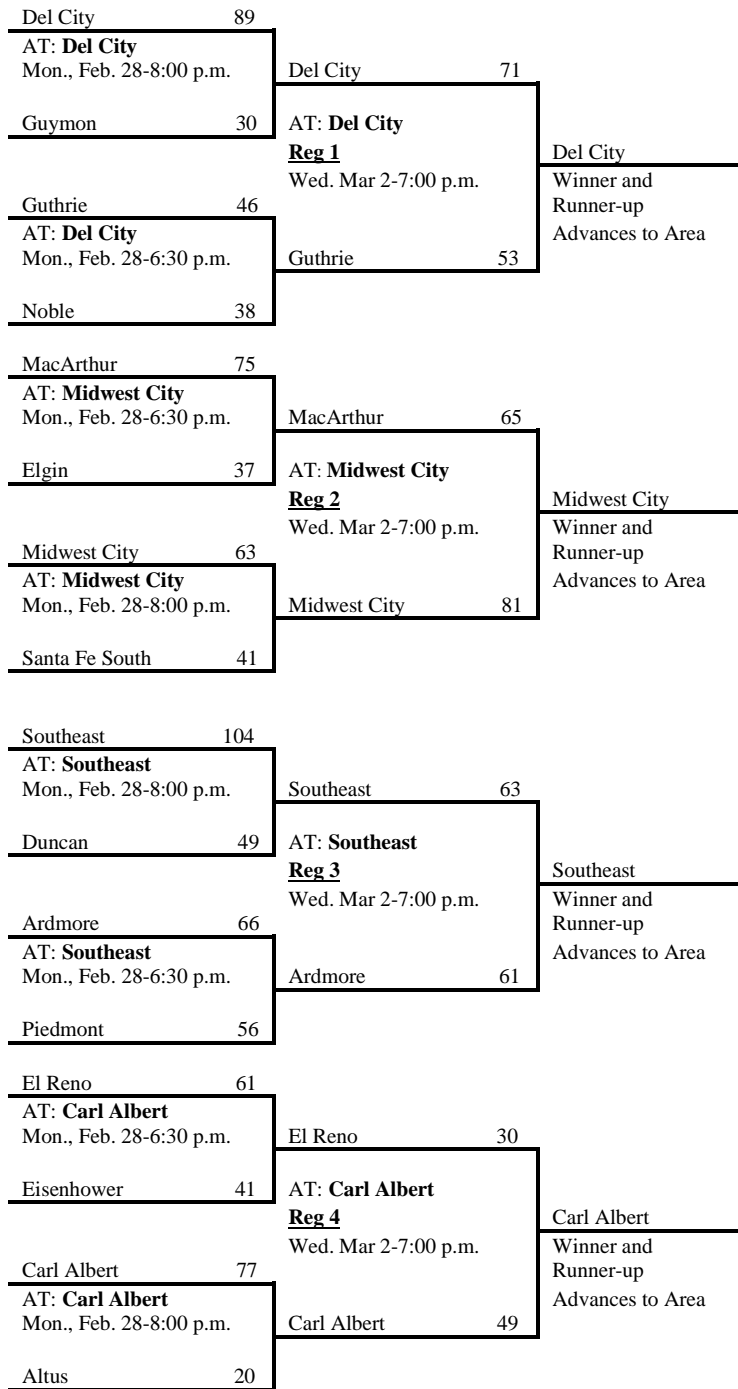 Del City 89
AT: Del City
Mon., Feb. 28-8:00 p.m.
Del City 71
Guymon 30
AT: Del City
Reg 1
Del City
Wed. Mar 2-7:00 p.m.
Winner and
Guthrie 46
Runner-up
AT: Del City
Advances to Area
Mon., Feb. 28-6:30 p.m.
Guthrie 53
Noble 38
MacArthur 75
AT: Midwest City
Mon., Feb. 28-6:30 p.m.
MacArthur 65
Elgin 37
AT: Midwest City
Reg 2
Midwest City
Wed. Mar 2-7:00 p.m.
Winner and
Midwest City 63
Runner-up
AT: Midwest City
Advances to Area
Mon., Feb. 28-8:00 p.m.
Midwest City 81
Santa Fe South 41
Southeast 104
AT: Southeast
Mon., Feb. 28-8:00 p.m.
Southeast 63
Duncan 49
AT: Southeast
Reg 3
Southeast
Wed. Mar 2-7:00 p.m.
Winner and
Ardmore 66
Runner-up
AT: Southeast
Advances to Area
Mon., Feb. 28-6:30 p.m.
Ardmore 61
Piedmont 56
El Reno 61
AT: Carl Albert
Mon., Feb. 28-6:30 p.m.
El Reno 30
Eisenhower 41
AT: Carl Albert
Reg 4
Carl Albert
Wed. Mar 2-7:00 p.m.
Winner and
Carl Albert 77
Runner-up
AT: Carl Albert
Advances to Area
Mon., Feb. 28-8:00 p.m.
Carl Albert 49
Altus 20